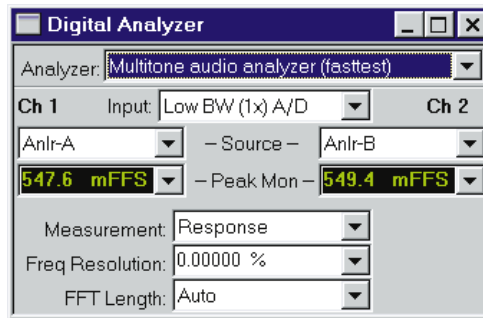 Digital Analyzer
Analyzer: Multitone audio analyzer (fasttest)
Ch 1 Input: Low BW (1x) A/D Ch 2
Anlr-A – Source – Anlr-B
547.6 mFFS – Peak Mon – 549.4 mFFS
Measurement: Response
Freq Resolution: 0.00000 %
FFT Length: Auto